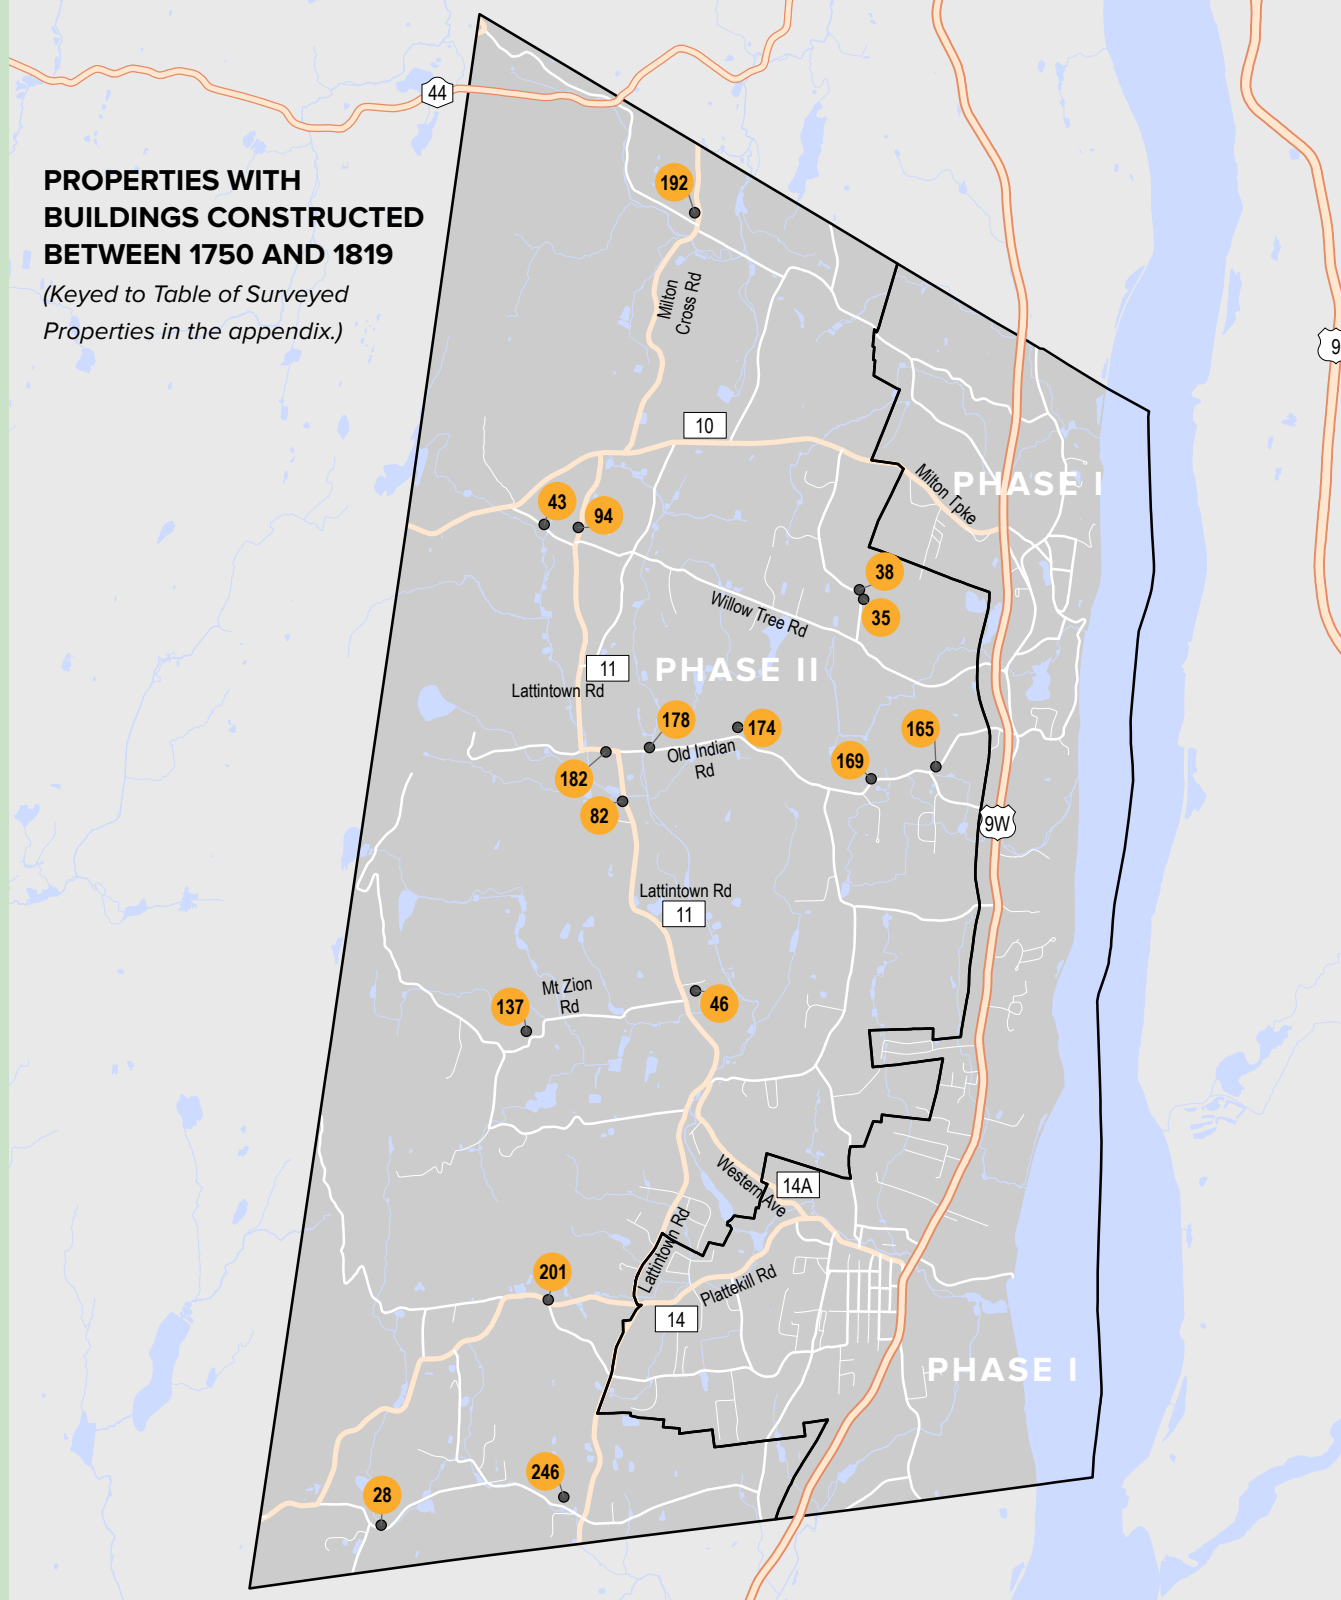 44
PROPERTIES WITH
BUILDINGS CONSTRUCTED
BETWEEN 1750 AND 1819
(Keyed to Table of Surveyed
Properties in the appendix.)
192
Milton
Cross Rd
9
10
Milton Tpke
PHASE I
43
94
38
35
Willow Tree Rd
11
PHASE II
Lattintown Rd
178
174
165
Old Indian
Rd
169
182
82
9W
Lattintown Rd
11
Mt Zion
Rd
137
46
Western Ave
14A
Lattintown Rd
201
Plattekill Rd
14
PHASE I
246
28